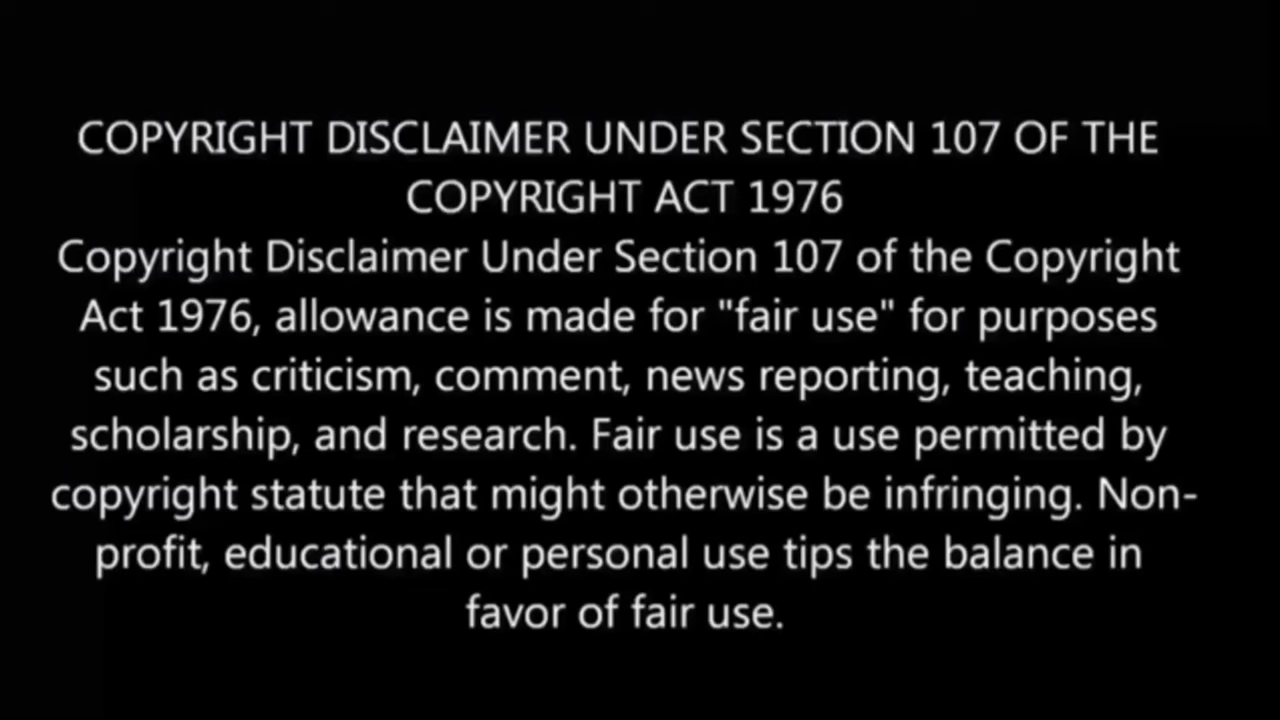 COPYRIGHT DISCLAIMER UNDER SECTION 107 OF THE
COPYRIGHT ACT 1976
Copyright Disclaimer Under Section 107 of the Copyright
Act 1976, allowance is made for "fair use" for purposes
such as criticism, comment, news reporting, teaching,
scholarship, and research. Fair use is a use permitted by
copyright statute that might otherwise be infringing. Non-
profit, educational or personal use tips the balance in
favor of fair use.